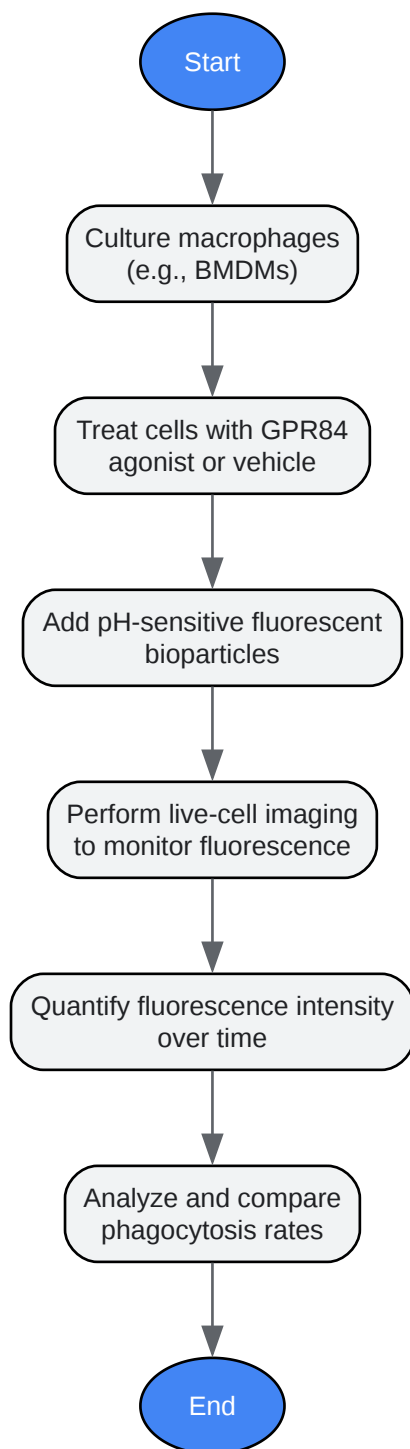 Start
Culture macrophages
(e.g., BMDMs)
Treat cells with GPR84
agonist or vehicle
Add pH-sensitive fluorescent
bioparticles
Perform live-cell imaging
to monitor fluorescence
Quantify fluorescence intensity
over time
Analyze and compare
phagocytosis rates
End